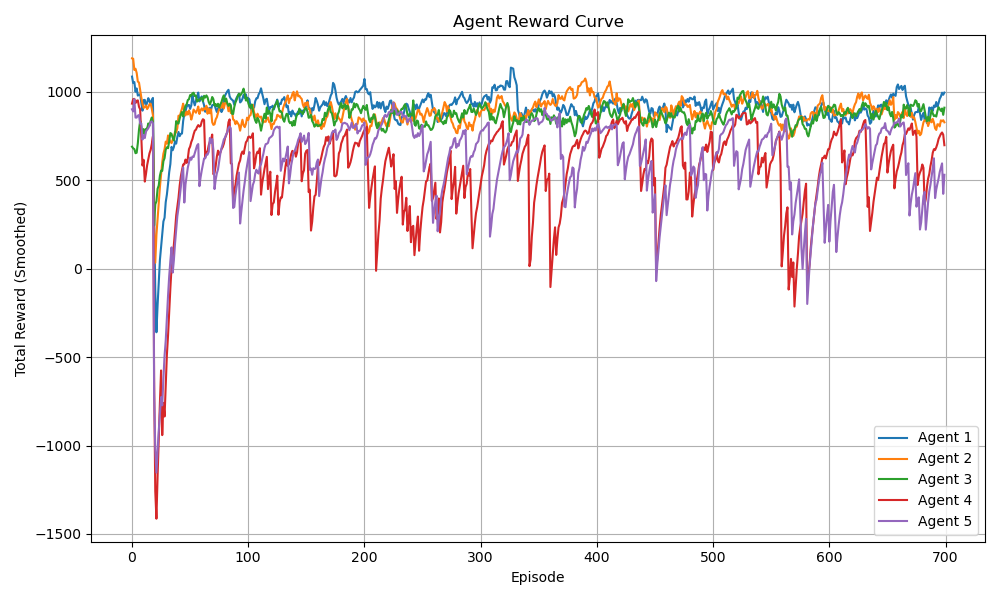 Agent Reward Curve
Total Reward (Smoothed)
1000
500
0
−500
−1000
−1500
0 100 200 300 400 500 600 700
Episode
Agent 1
Agent 2
Agent 3
Agent 4
Agent 5